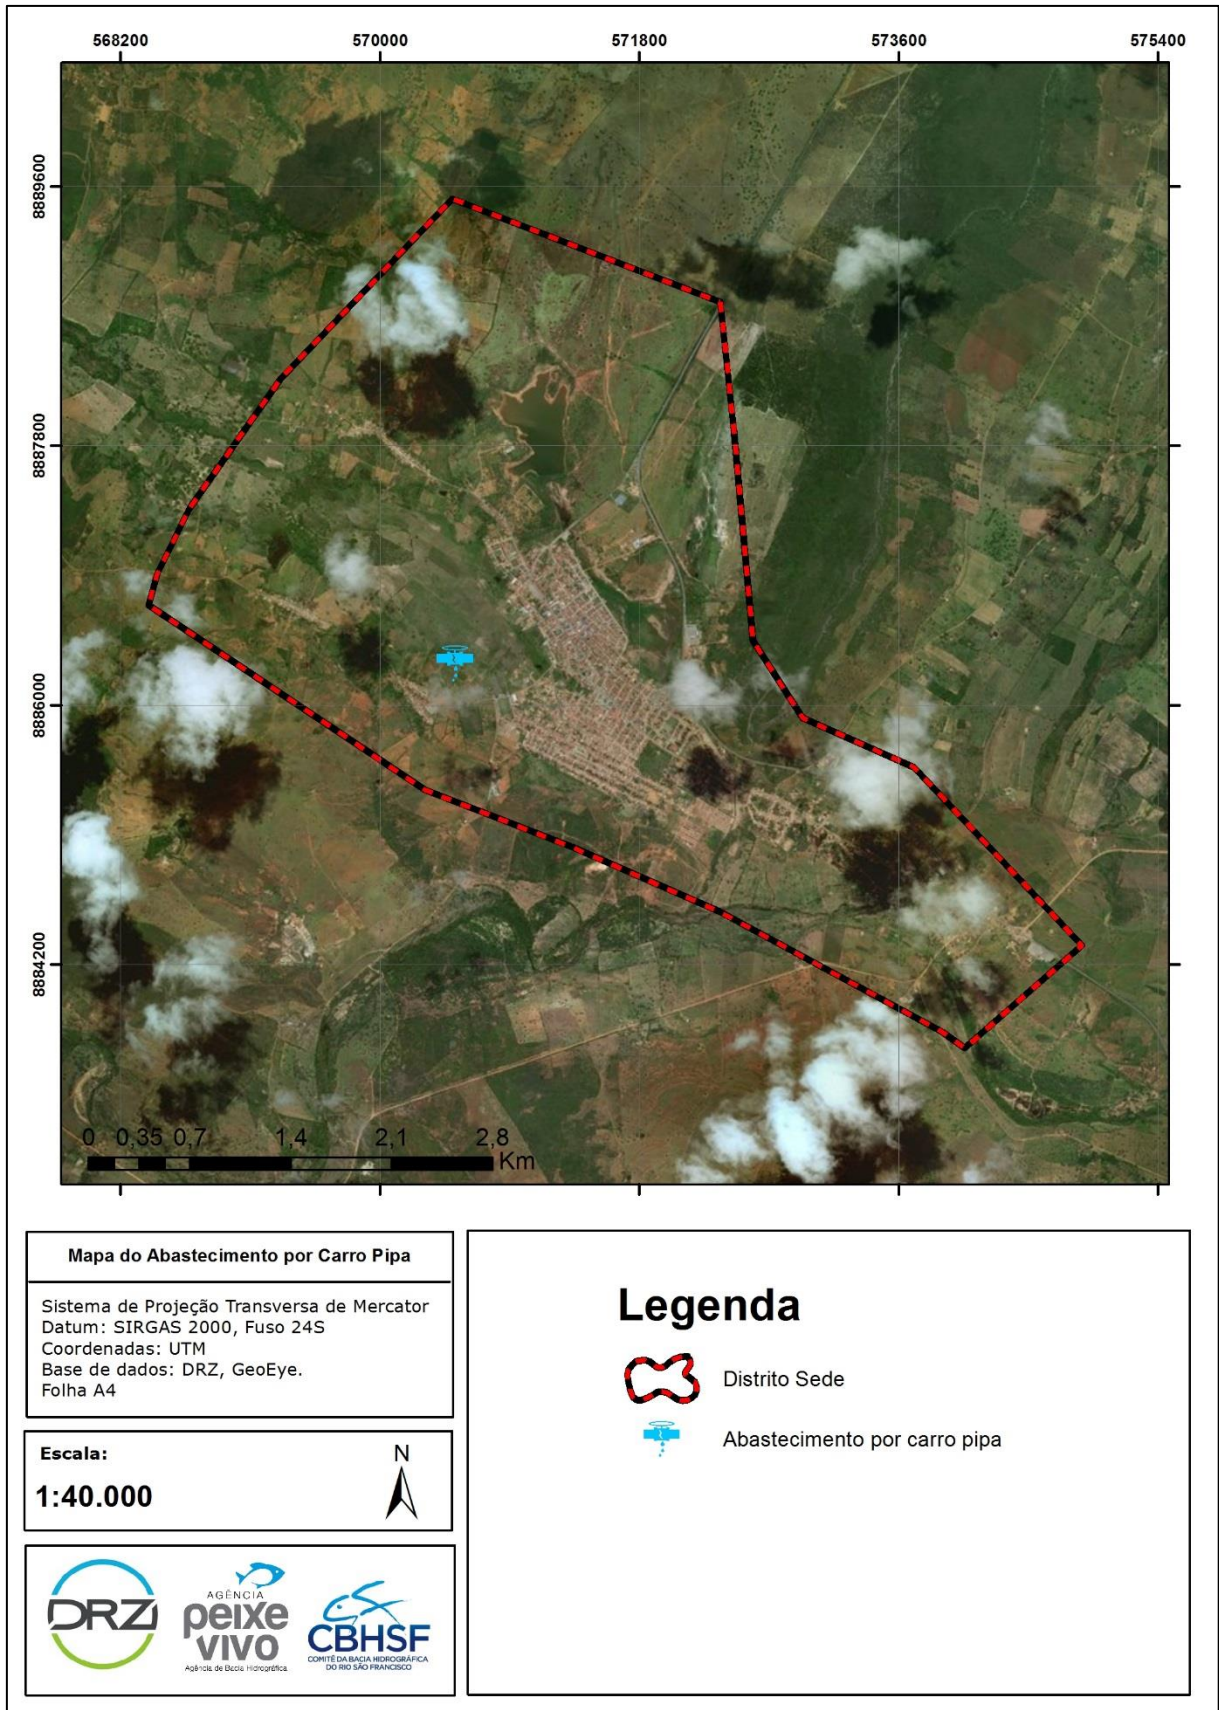 568200 570000 571800 573600 575400
8889600
8887800
8886000
8884200
0 0,35 0,7 1,4 2,1 2,8
Km
Mapa do Abastecimento por Carro Pipa
Sistema de Projeção Transversa de Mercator
Datum: SIRGAS 2000, Fuso 24S
Coordenadas: UTM
Base de dados: DRZ, GeoEye.
Folha A4
Escala:
1:40.000
N
Legenda
Distrito Sede
Abastecimento por carro pipa
DRZ
AGÊNCIA
peixe
VIVO
Agência de Bacia Hidrográfica
CBHSF
COMITÊ DA BACIA HIDROGRÁFICA
DO RIO SÃO FRANCISCO